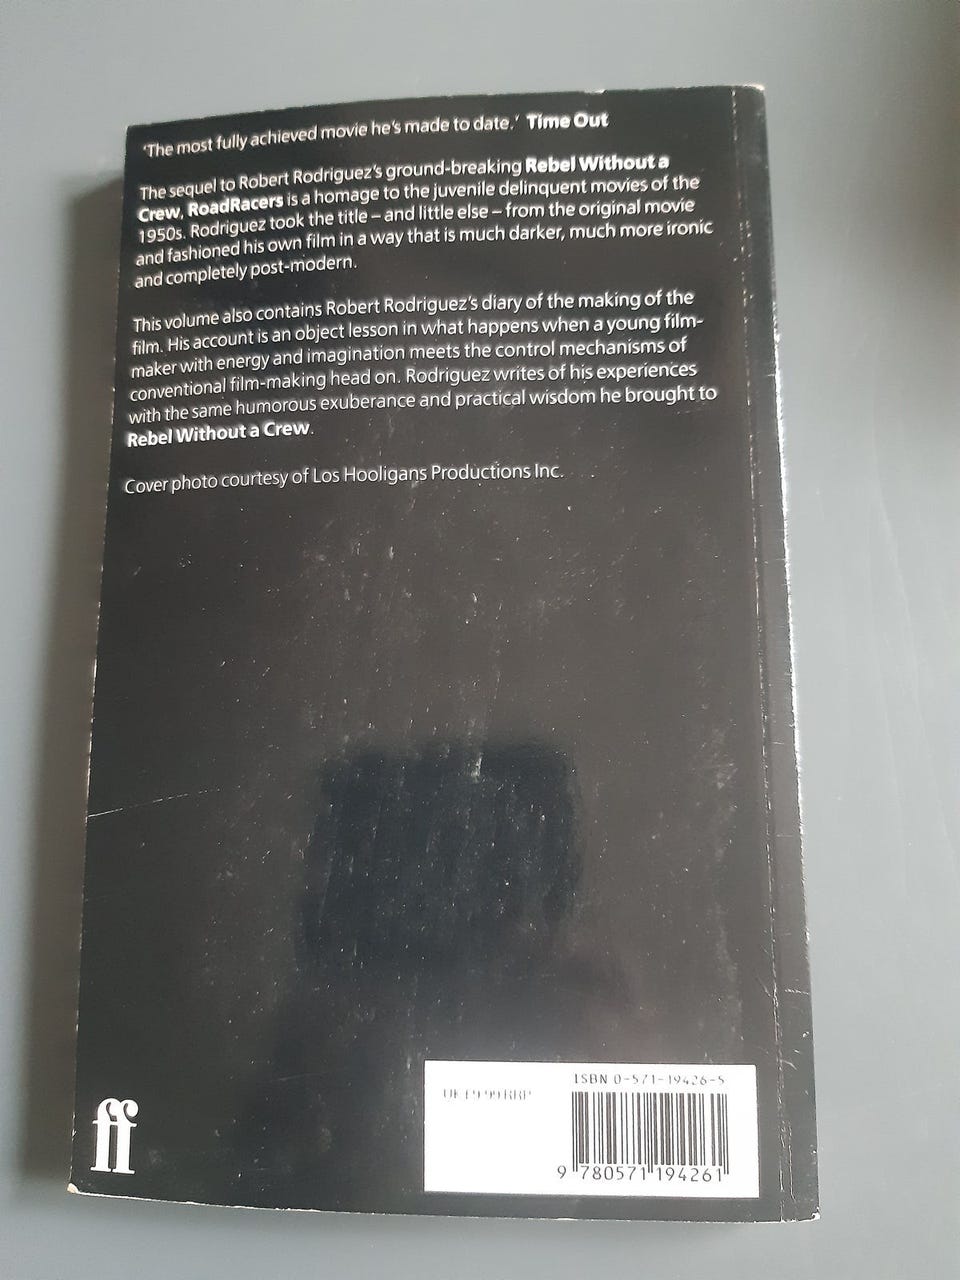 ‘The most fully achieved movie he's made to date.’ Time Out
The sequel to Robert Rodriguez's ground-breaking Rebel Without a
Crew, RoadRacers is a homage to the juvenile delinquent movies of the
1950s. Rodriguez took the title – and little else – from the original movie
and fashioned his own film in a way that is much darker, much more ironic
and completely post-modern.
This volume also contains Robert Rodriguez's diary of the making of the
film. His account is an object lesson in what happens when a young film-
maker with energy and imagination meets the control mechanisms of
conventional film-making head on. Rodriguez writes of his experiences
with the same humorous exuberance and practical wisdom he brought to
Rebel Without a Crew.
Cover photo courtesy of Los Hooligans Productions Inc.
ff
UK £9.99 RRP
ISBN 0-571-19426-5
9 780571 194261